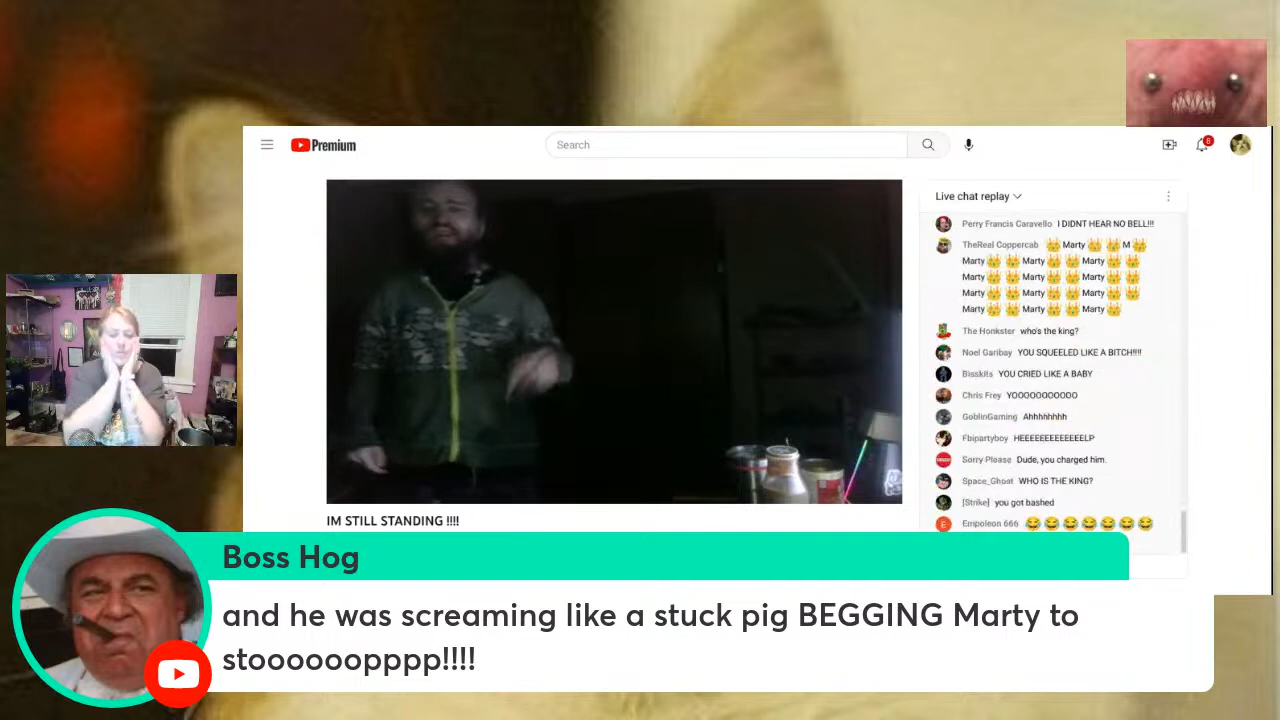 Premium
Search
6
Live chat replay
Perry Francis Caravello I DIDNT HEAR NO BELL!!!
TheReal Coppercab 👑 Marty 👑 👑 M 👑
Marty 👑 👑 Marty 👑 👑 Marty 👑 👑
Marty 👑 👑 Marty 👑 👑 Marty 👑 👑
Marty 👑 👑 Marty 👑 👑 Marty 👑 👑
Marty 👑 👑 Marty 👑 👑 Marty 👑
The Honkster who's the king?
Noel Garibay YOU SQUEELED LIKE A BITCH!!!!
Bisskits YOU CRIED LIKE A BABY
Chris Frey YOOOOOOOOOOO
GoblinGaming Ahhhhhhhh
Fbipartyboy HEEEEEEEEEEEEELP
Sorry Please Dude, you charged him.
Space_Ghost WHO IS THE KING?
[Strike] you got bashed
E Empoleon 666 😂😂😂😂😂😂😂
IM STILL STANDING !!!!
Boss Hog
and he was screaming like a stuck pig BEGGING Marty to
stooooooopppp!!!!